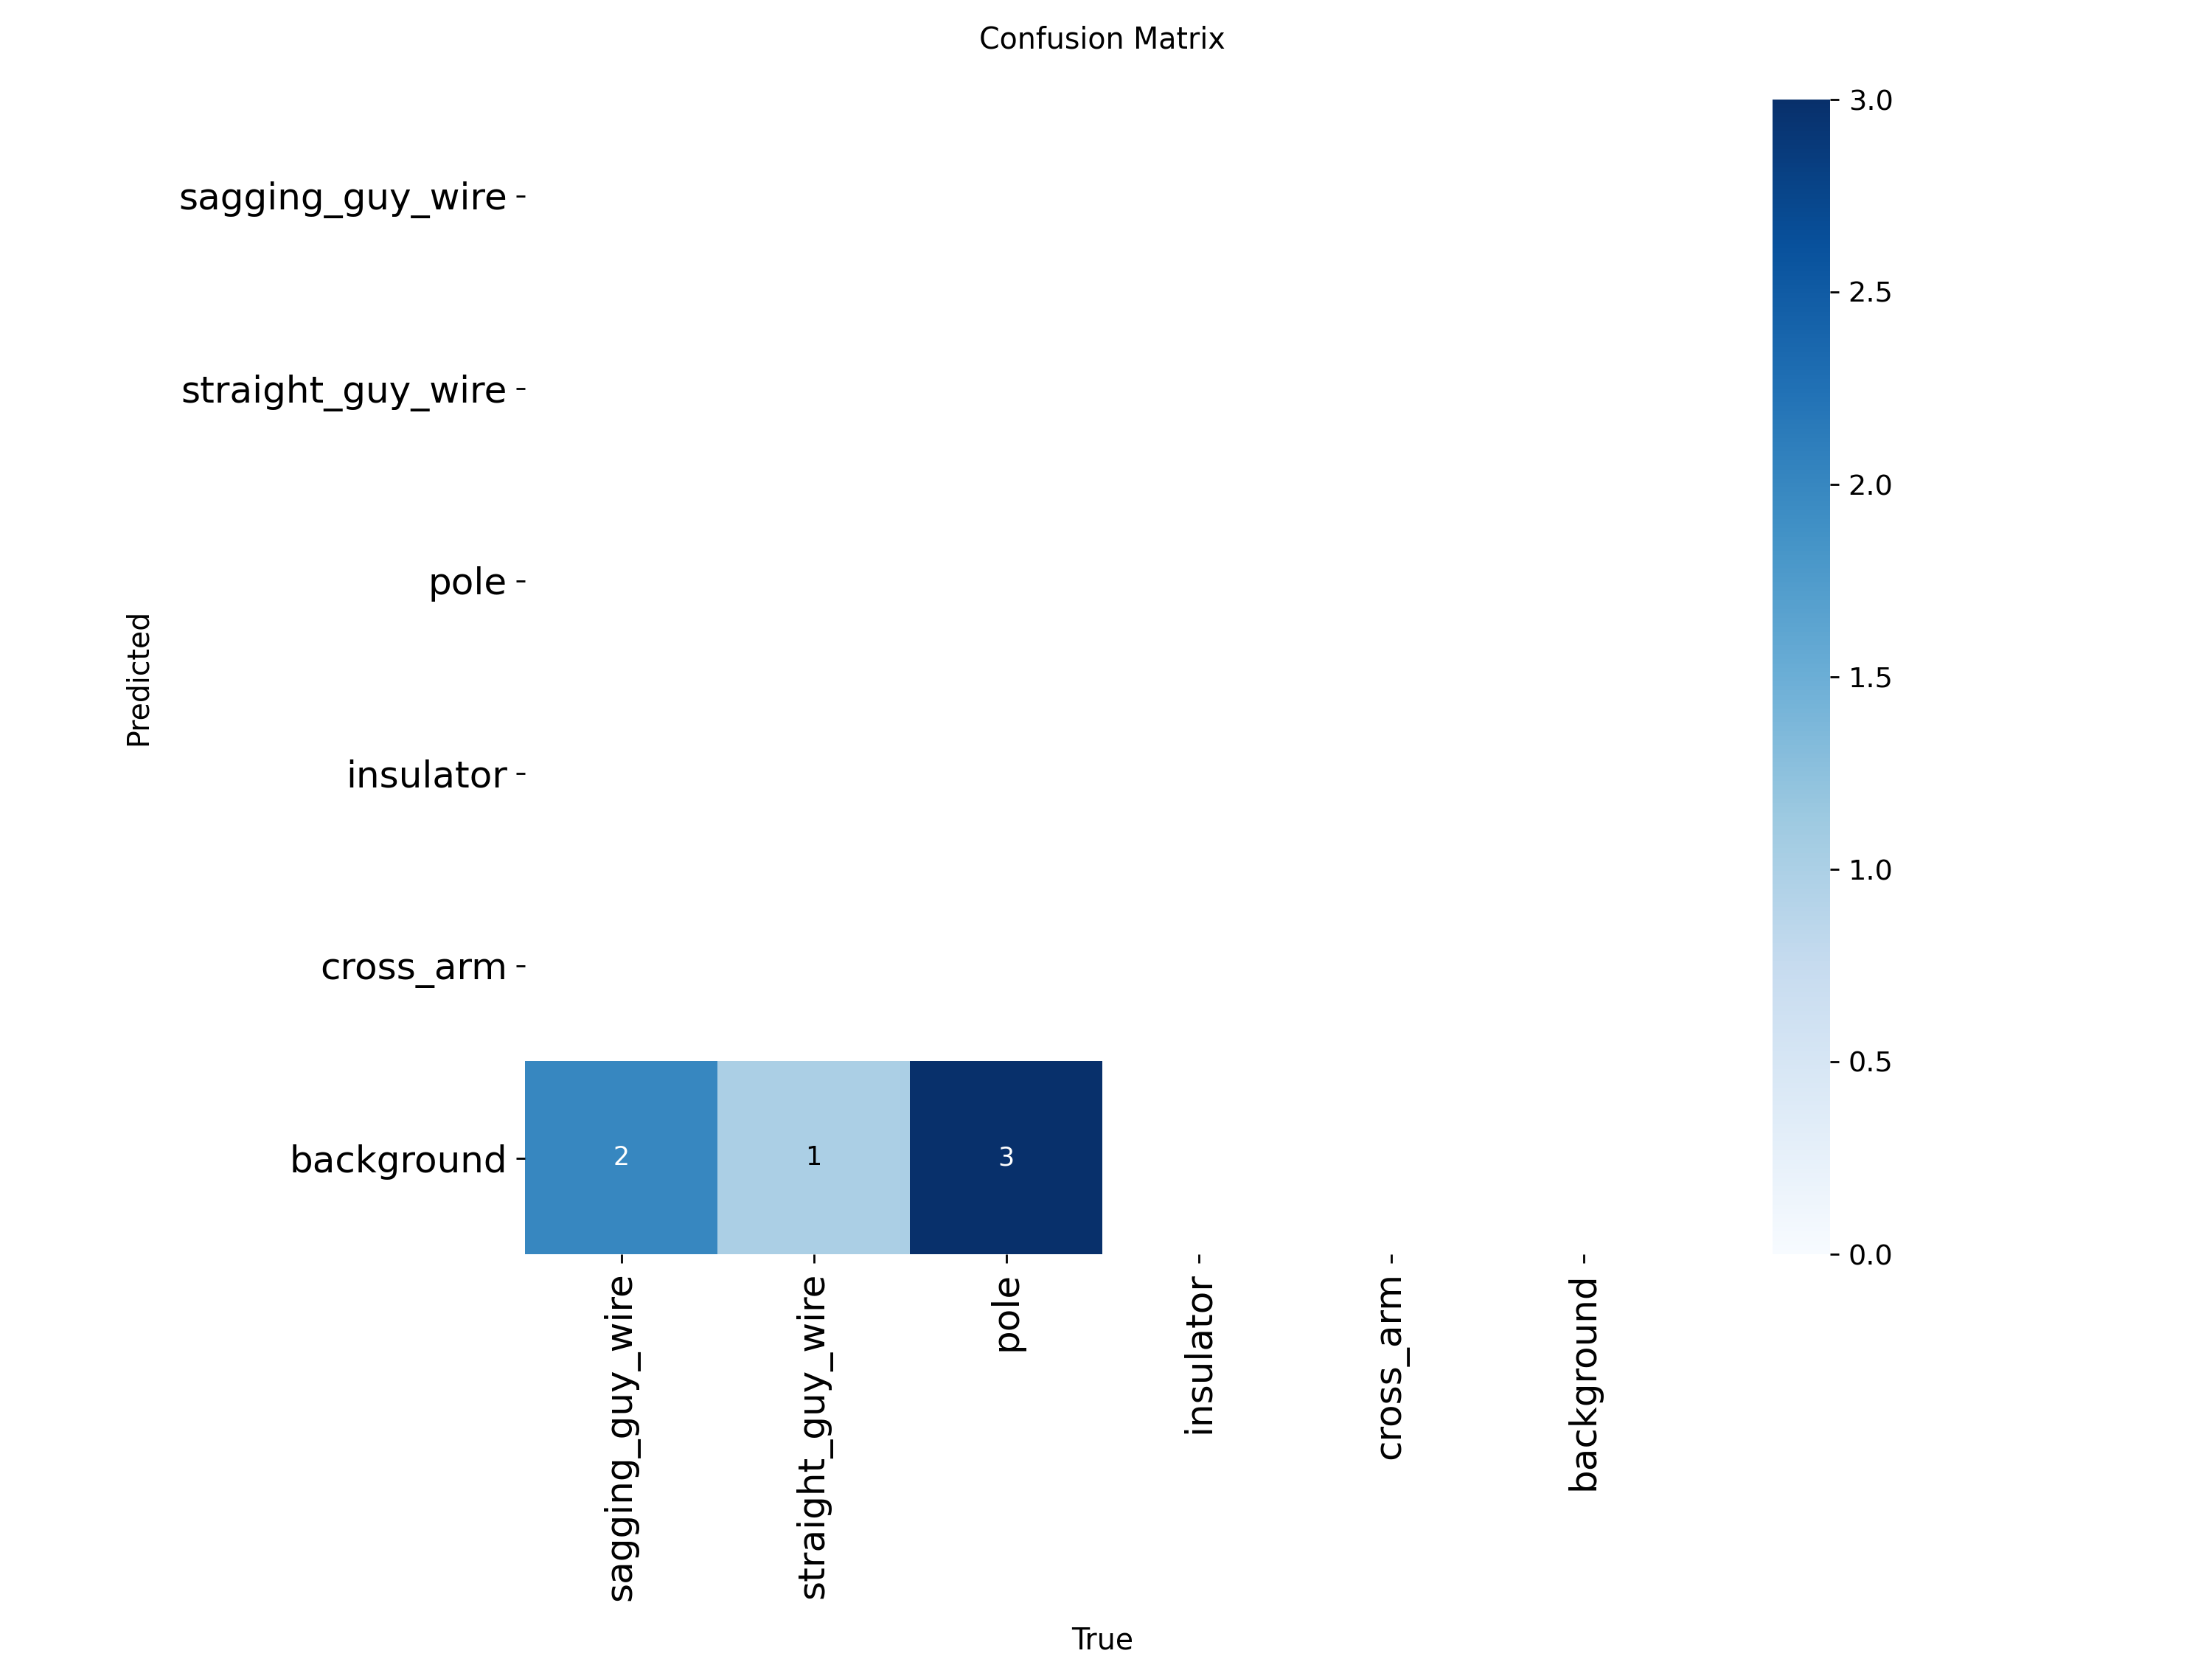 Confusion Matrix
sagging_guy_wire
straight_guy_wire
pole
insulator
cross_arm
background
Predicted
2 1 3
sagging_guy_wire
straight_guy_wire
pole
insulator
cross_arm
background
True
3.0
2.5
2.0
1.5
1.0
0.5
0.0